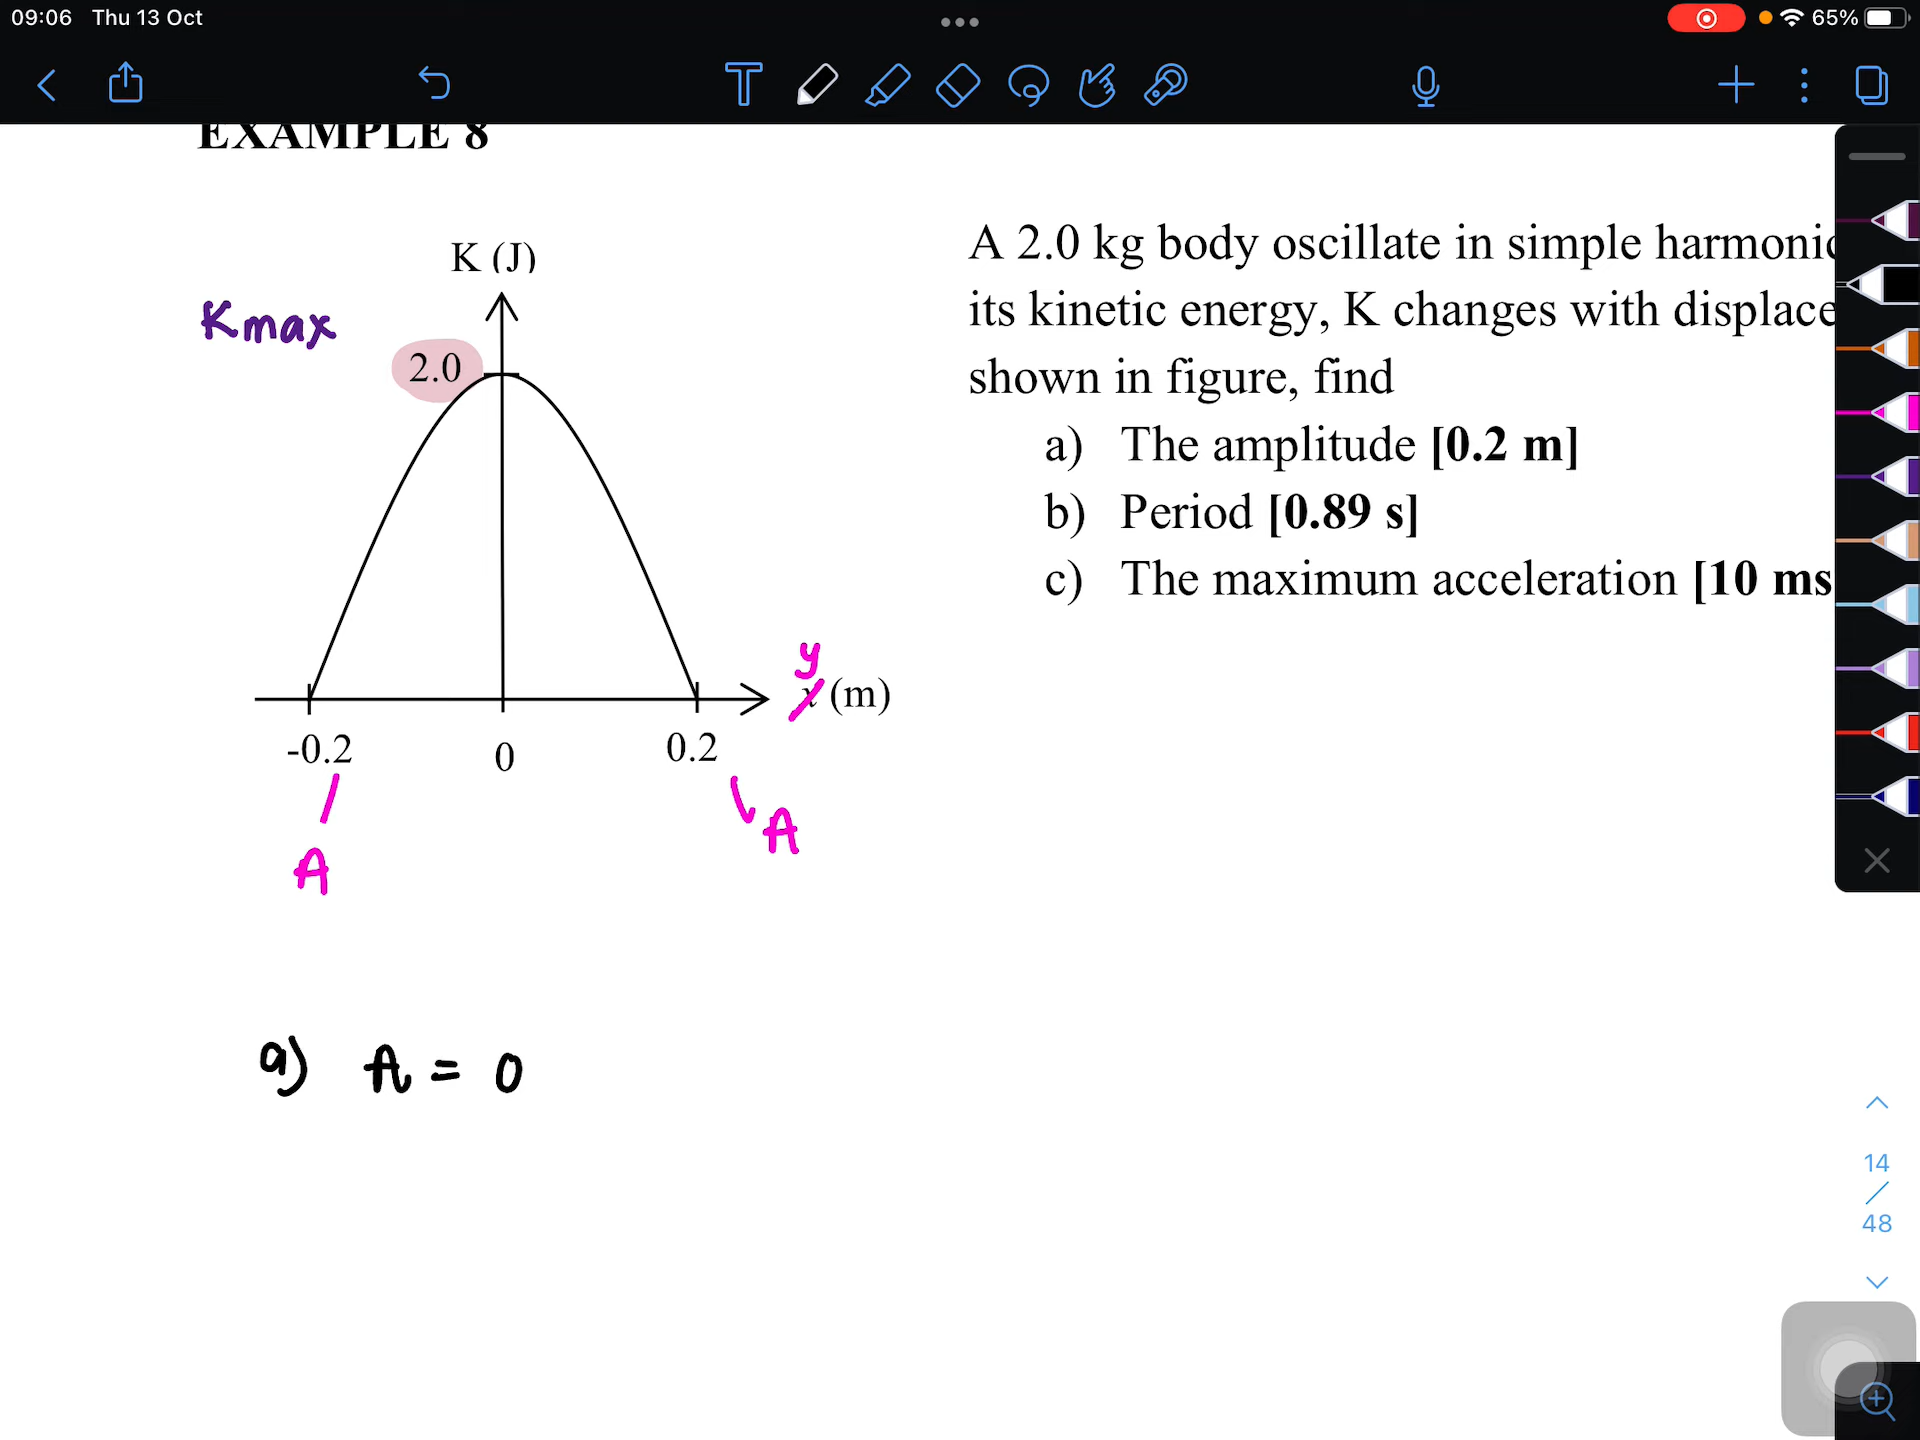 09:06 Thu 13 Oct
65%
T
EXAMPLE 8
K (J)
Kmax
2.0
y
x (m)
-0.2
0
0.2
A
A
A 2.0 kg body oscillate in simple harmonic
its kinetic energy, K changes with displace
shown in figure, find
a) The amplitude [0.2 m]
b) Period [0.89 s]
c) The maximum acceleration [10 ms
a) A = 0
14
/
48